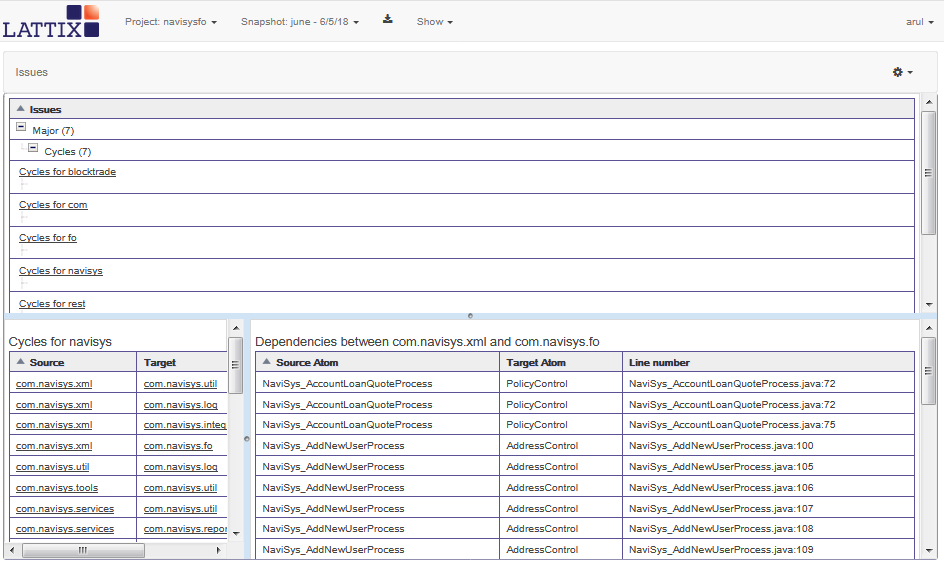 LATTIX
Project: navisysfo Snapshot: june - 6/5/18 Show arul
Issues
Issues
Major (7)
Cycles (7)
Cycles for blocktrade
Cycles for com
Cycles for fo
Cycles for navisys
Cycles for rest
Cycles for navisys
Source Target
com.navisys.xml com.navisys.util
com.navisys.xml com.navisys.log
com.navisys.xml com.navisys.integ
com.navisys.xml com.navisys.fo
com.navisys.util com.navisys.log
com.navisys.tools com.navisys.util
com.navisys.services com.navisys.util
com.navisys.services com.navisys.repor
Dependencies between com.navisys.xml and com.navisys.fo
Source Atom Target Atom Line number
NaviSys_AccountLoanQuoteProcess PolicyControl NaviSys_AccountLoanQuoteProcess.java:72
NaviSys_AccountLoanQuoteProcess PolicyControl NaviSys_AccountLoanQuoteProcess.java:72
NaviSys_AccountLoanQuoteProcess PolicyControl NaviSys_AccountLoanQuoteProcess.java:75
NaviSys_AddNewUserProcess AddressControl NaviSys_AddNewUserProcess.java:100
NaviSys_AddNewUserProcess AddressControl NaviSys_AddNewUserProcess.java:105
NaviSys_AddNewUserProcess AddressControl NaviSys_AddNewUserProcess.java:106
NaviSys_AddNewUserProcess AddressControl NaviSys_AddNewUserProcess.java:107
NaviSys_AddNewUserProcess AddressControl NaviSys_AddNewUserProcess.java:108
NaviSys_AddNewUserProcess AddressControl NaviSys_AddNewUserProcess.java:109